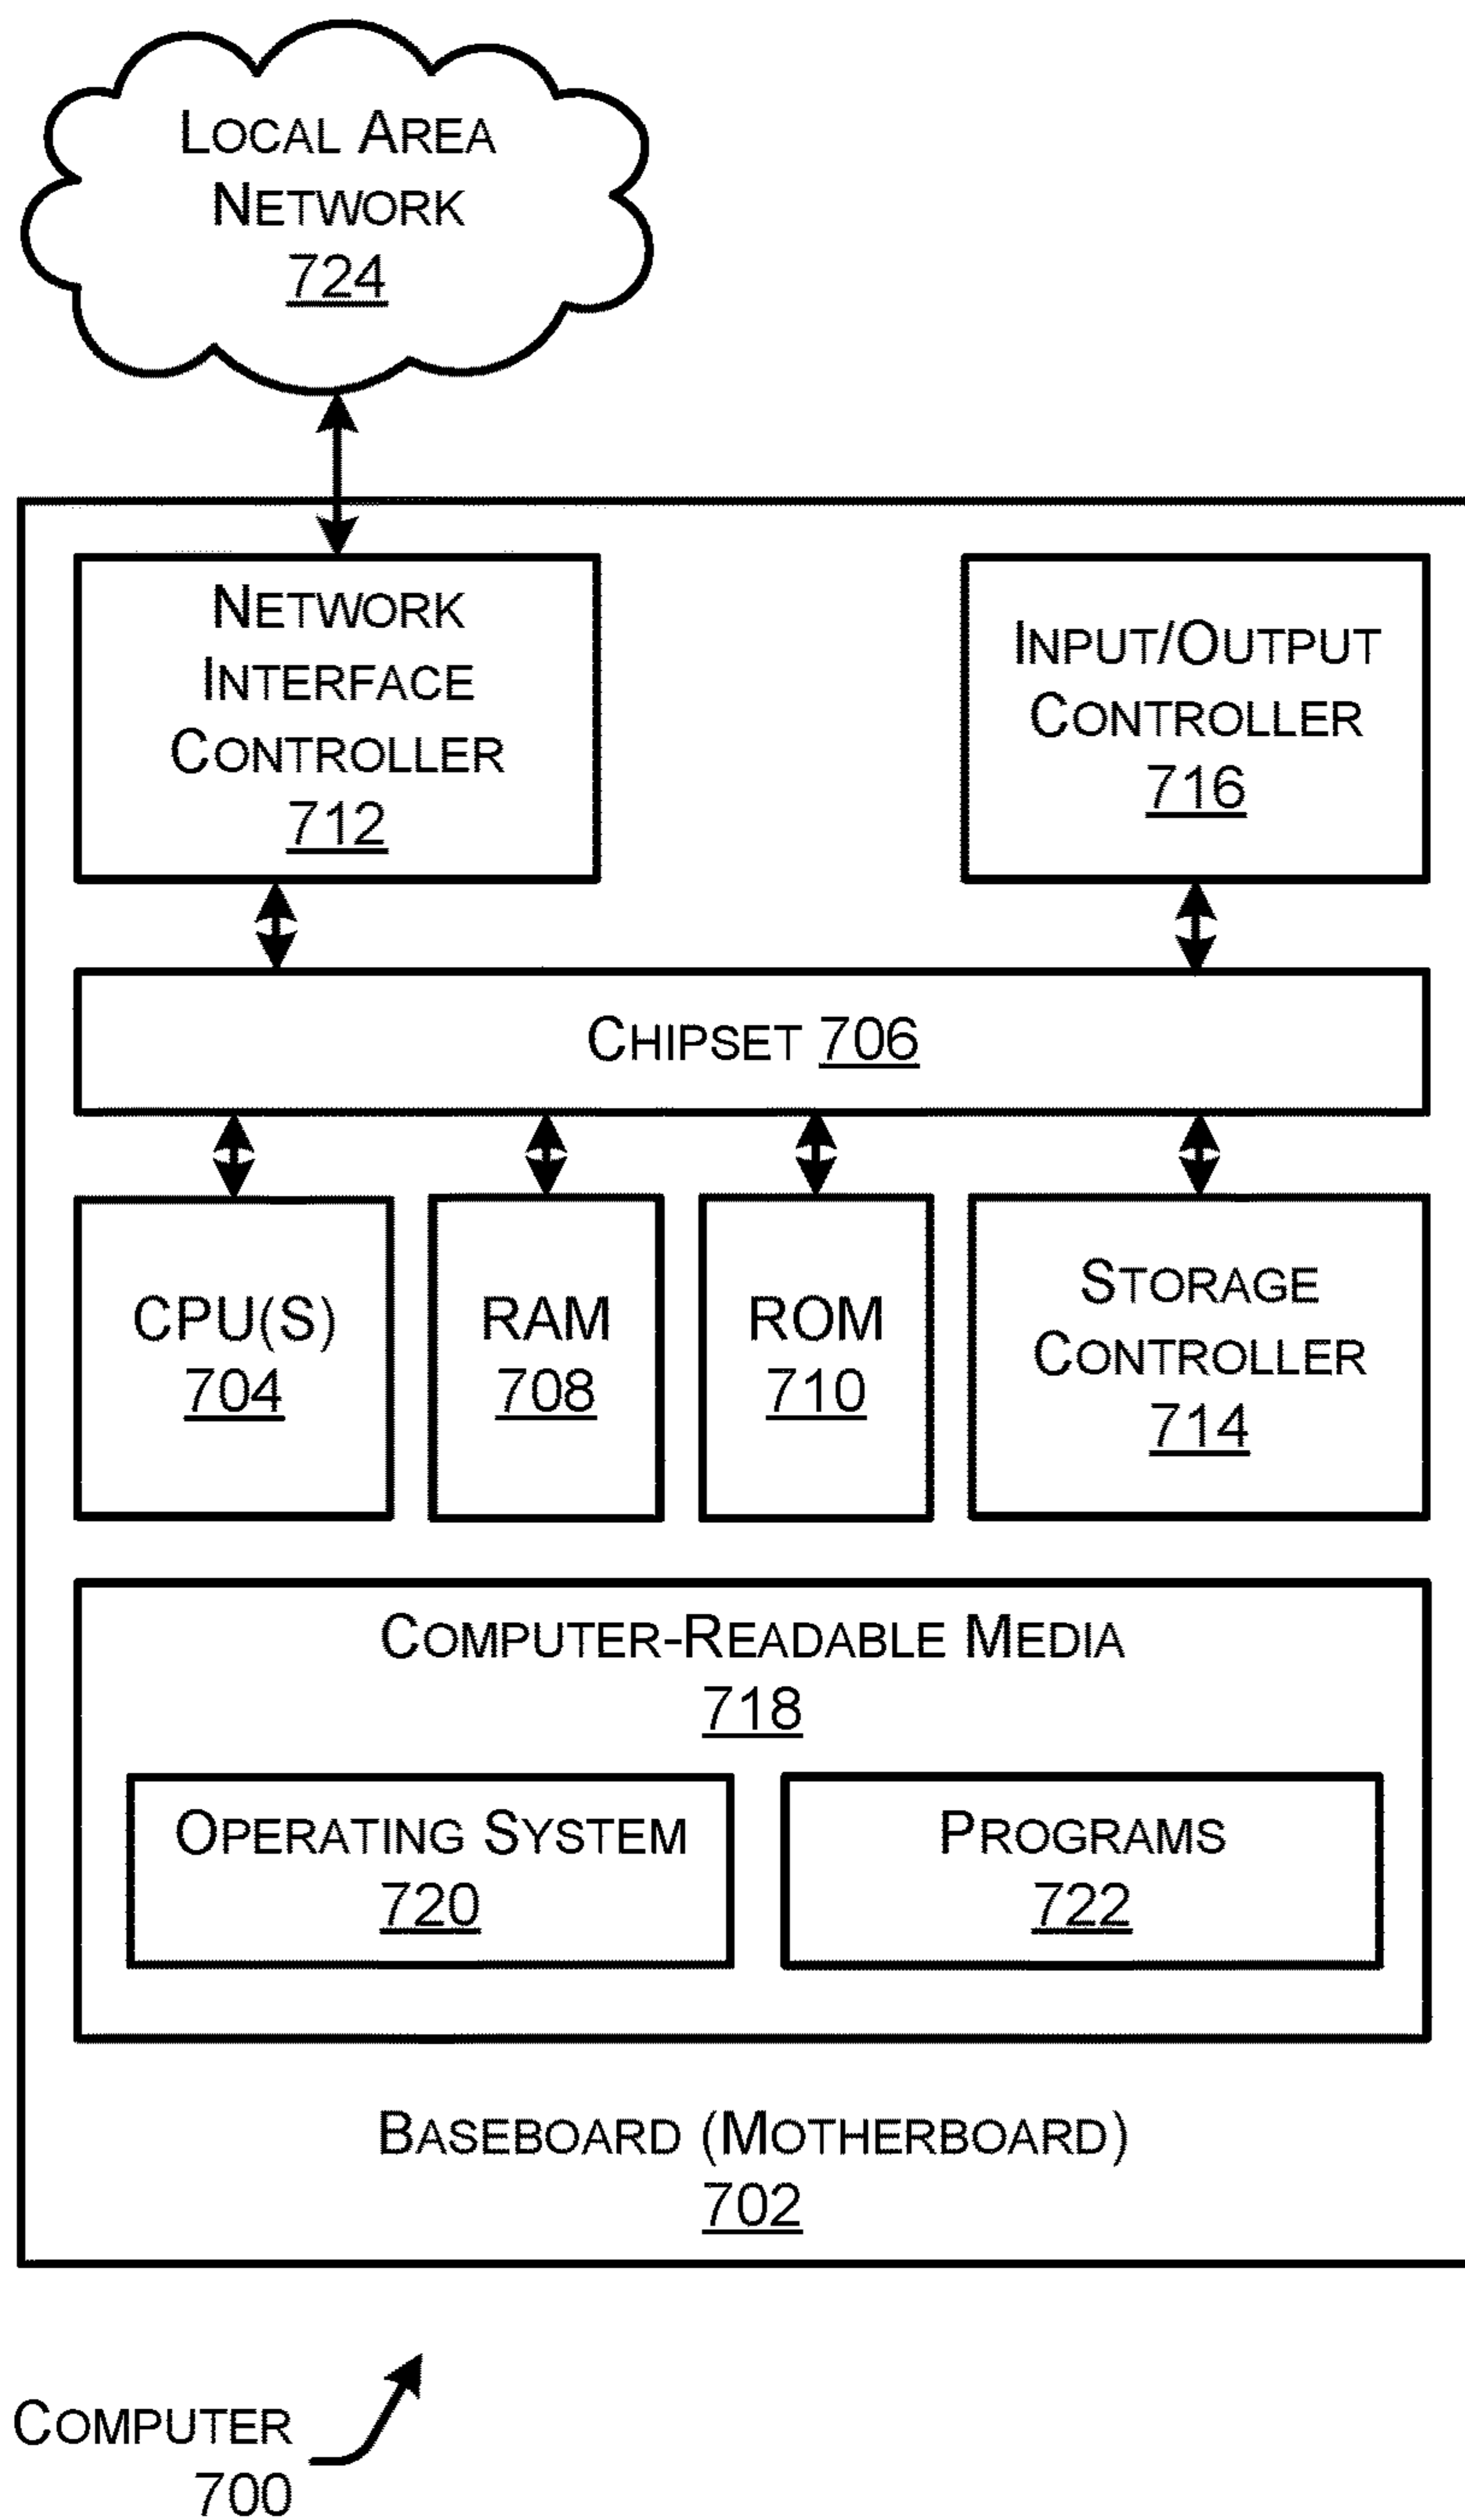 LOCAL AREA
NETWORK
724
NETWORK
INTERFACE
CONTROLLER
712
INPUT/OUTPUT
CONTROLLER
716
CHIPSET 706
CPU(S)
704
RAM
708
ROM
710
STORAGE
CONTROLLER
714
COMPUTER-READABLE MEDIA
718
OPERATING SYSTEM
720
PROGRAMS
722
BASEBOARD (MOTHERBOARD)
702
COMPUTER
700